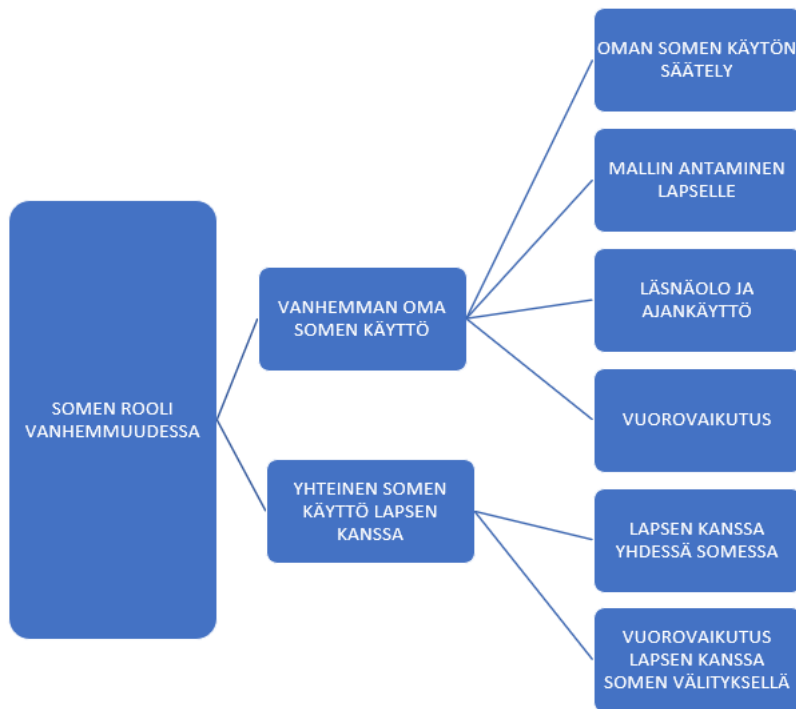 SOMEN ROOLI
VANHEMMUUDESSA
VANHEMMAN OMA
SOMEN KÄYTTÖ
OMAN SOMEN KÄYTÖN
SÄÄTELY
MALLIN ANTAMINEN
LAPSELLE
LÄSNÄOLO JA
AJANKÄYTTÖ
VUOROVAIKUTUS
YHTEINEN SOMEN
KÄYTTÖ LAPSEN
KANSSA
LAPSEN KANSSA
YHDESSÄ SOMESSA
VUOROVAIKUTUS
LAPSEN KANSSA
SOMEN VÄLITYKSELLÄ